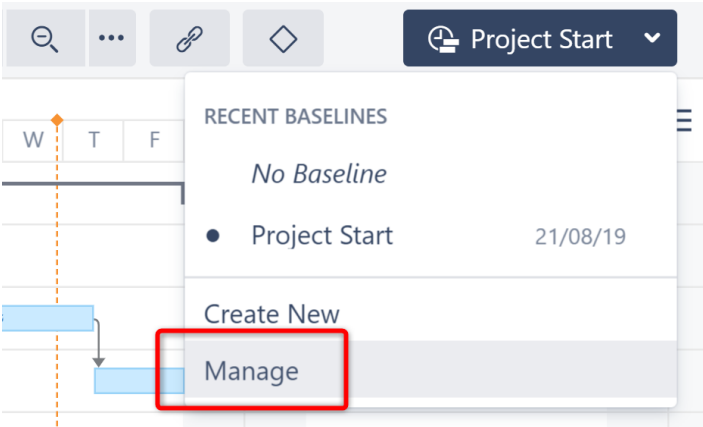 Project Start
W T F
RECENT BASELINES
No Baseline
Project Start 21/08/19
Create New
Manage